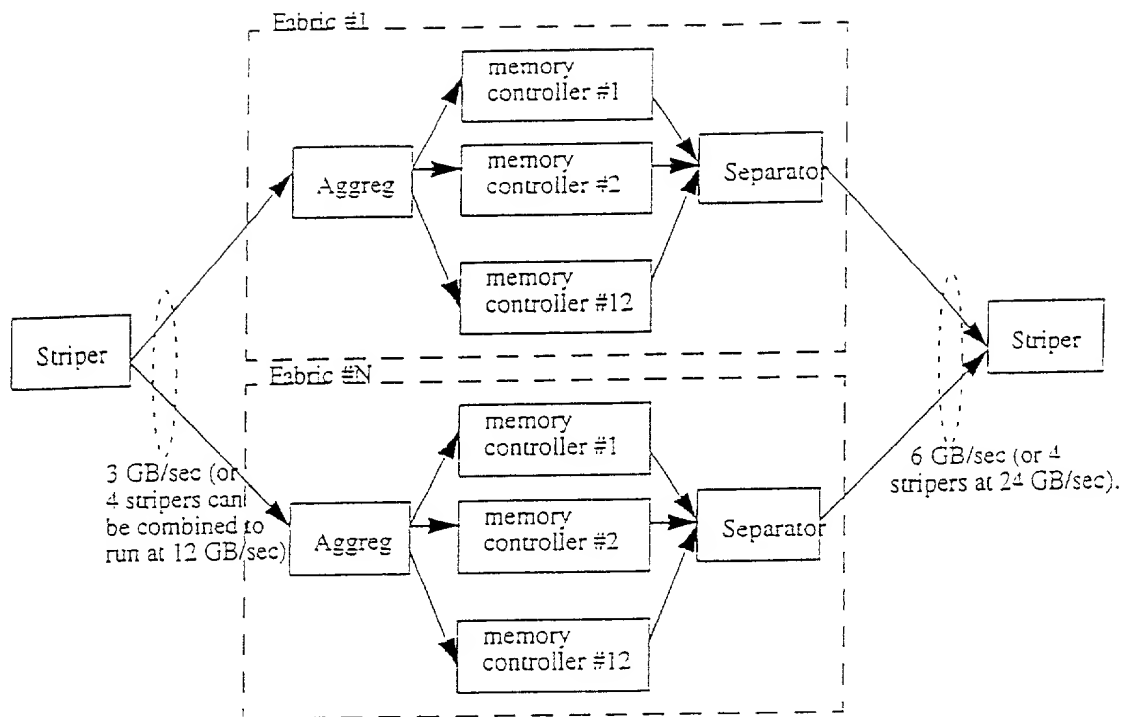 Fabric #1
memory
controller #1
Aggreg
memory
controller #2
Separator
memory
controller #12
Striper
Striper
Fabric #N
memory
controller #1
3 GB/sec (or
4 stripers can
be combined to
run at 12 GB/sec)
6 GB/sec (or 4
stripers at 24 GB/sec).
Aggreg
memory
controller #2
Separator
memory
controller #12